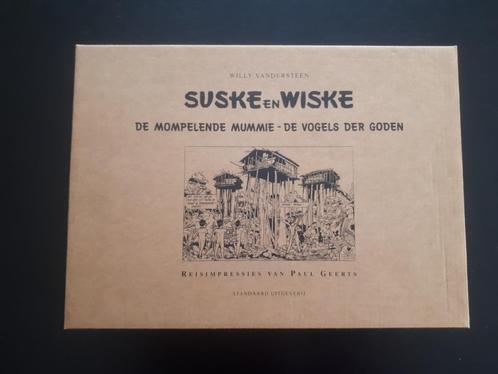 WILLY VANDERSTEEN
SUSKE EN WISKE
DE MOMPELENDE MUMMIE - DE VOGELS DER GODEN
REISIMPRESSIES VAN PAUL GEERTS
STANDAARD UITGEVERIJ